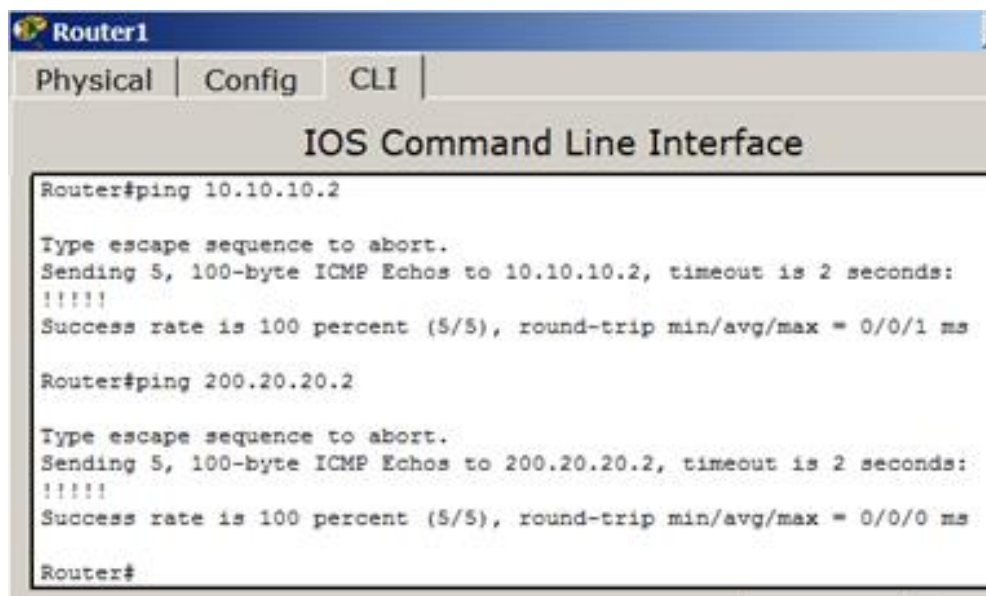 Router1
Physical Config CLI
IOS Command Line Interface
Router#ping 10.10.10.2
Type escape sequence to abort.
Sending 5, 100-byte ICMP Echos to 10.10.10.2, timeout is 2 seconds:
!!!!!
Success rate is 100 percent (5/5), round-trip min/avg/max = 0/0/1 ms
Router#ping 200.20.20.2
Type escape sequence to abort.
Sending 5, 100-byte ICMP Echos to 200.20.20.2, timeout is 2 seconds:
!!!!!
Success rate is 100 percent (5/5), round-trip min/avg/max = 0/0/0 ms
Router#